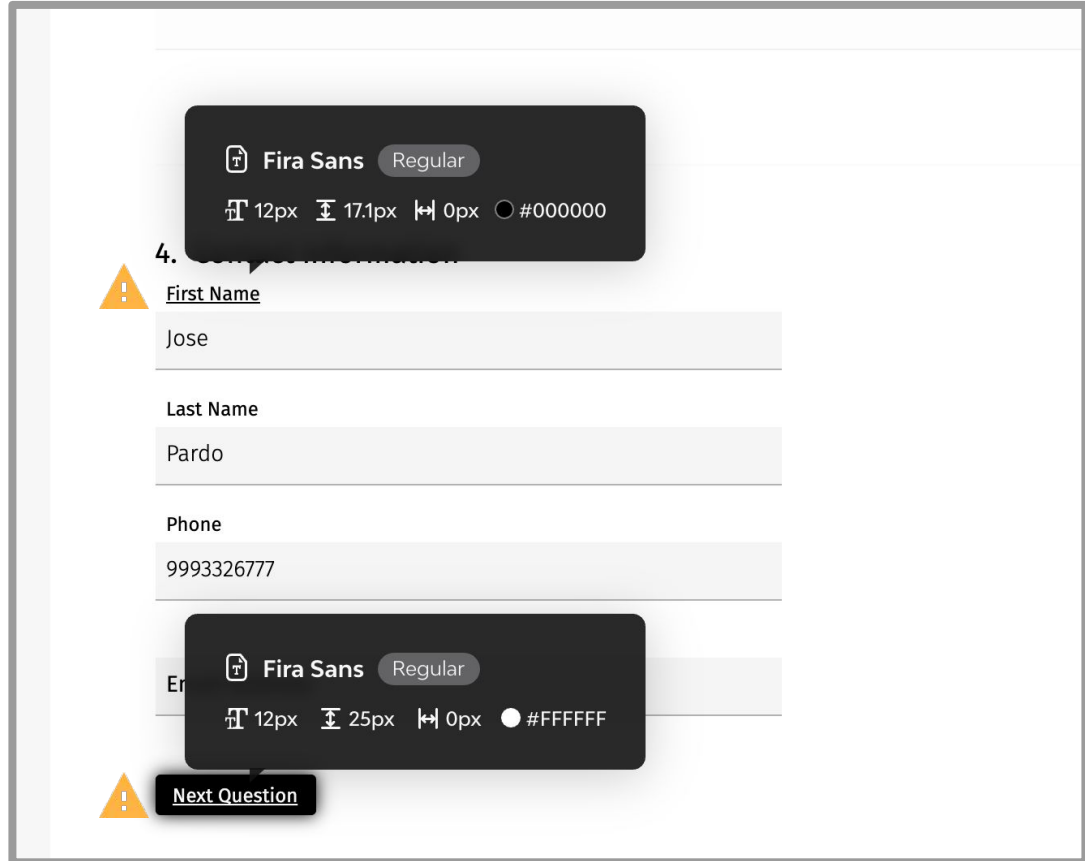 Fira Sans Regular
12px 17.1px 0px #000000
4.
First Name
Jose
Last Name
Pardo
Phone
9993326777
Fira Sans Regular
12px 25px 0px #FFFFFF
Next Question